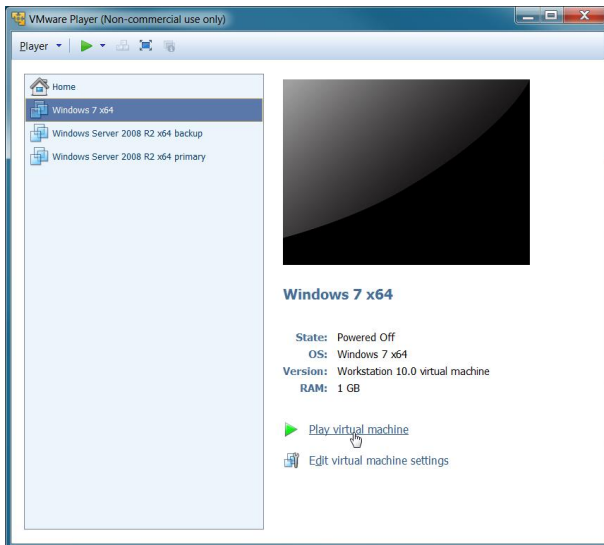 VMware Player (Non-commercial use only)
Player
Home
Windows 7 x64
Windows Server 2008 R2 x64 backup
Windows Server 2008 R2 x64 primary
Windows 7 x64
State: Powered Off
OS: Windows 7 x64
Version: Workstation 10.0 virtual machine
RAM: 1 GB
Play virtual machine
Edit virtual machine settings